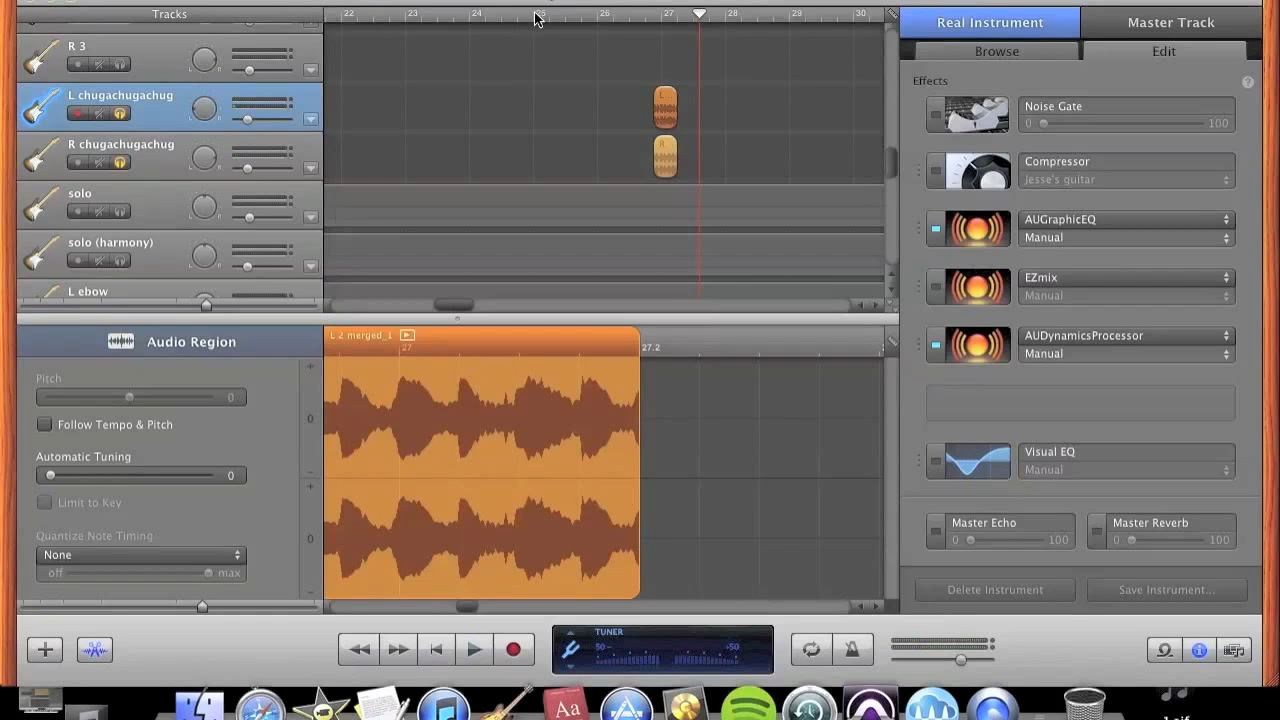 Tracks
22 23 24 25 26 27 28 29 30
R 3
L chugachugachug
R chugachugachug
solo
solo (harmony)
L ebow
L...
R
Real Instrument Master Track
Browse Edit
Effects ?
Noise Gate
0 100
Compressor
Jesse's guitar
AUGraphicEQ
Manual
EZmix
Manual
AUDynamicsProcessor
Manual
Visual EQ
Manual
Master Echo Master Reverb
0 100 0 100
Delete Instrument Save Instrument...
Audio Region
L 2 merged_1
27 27.2
Pitch
0
Follow Tempo & Pitch
Automatic Tuning
0
Limit to Key
Quantize Note Timing
None
off max
+
0
-
+
0
-
TUNER
50- +50
Aa